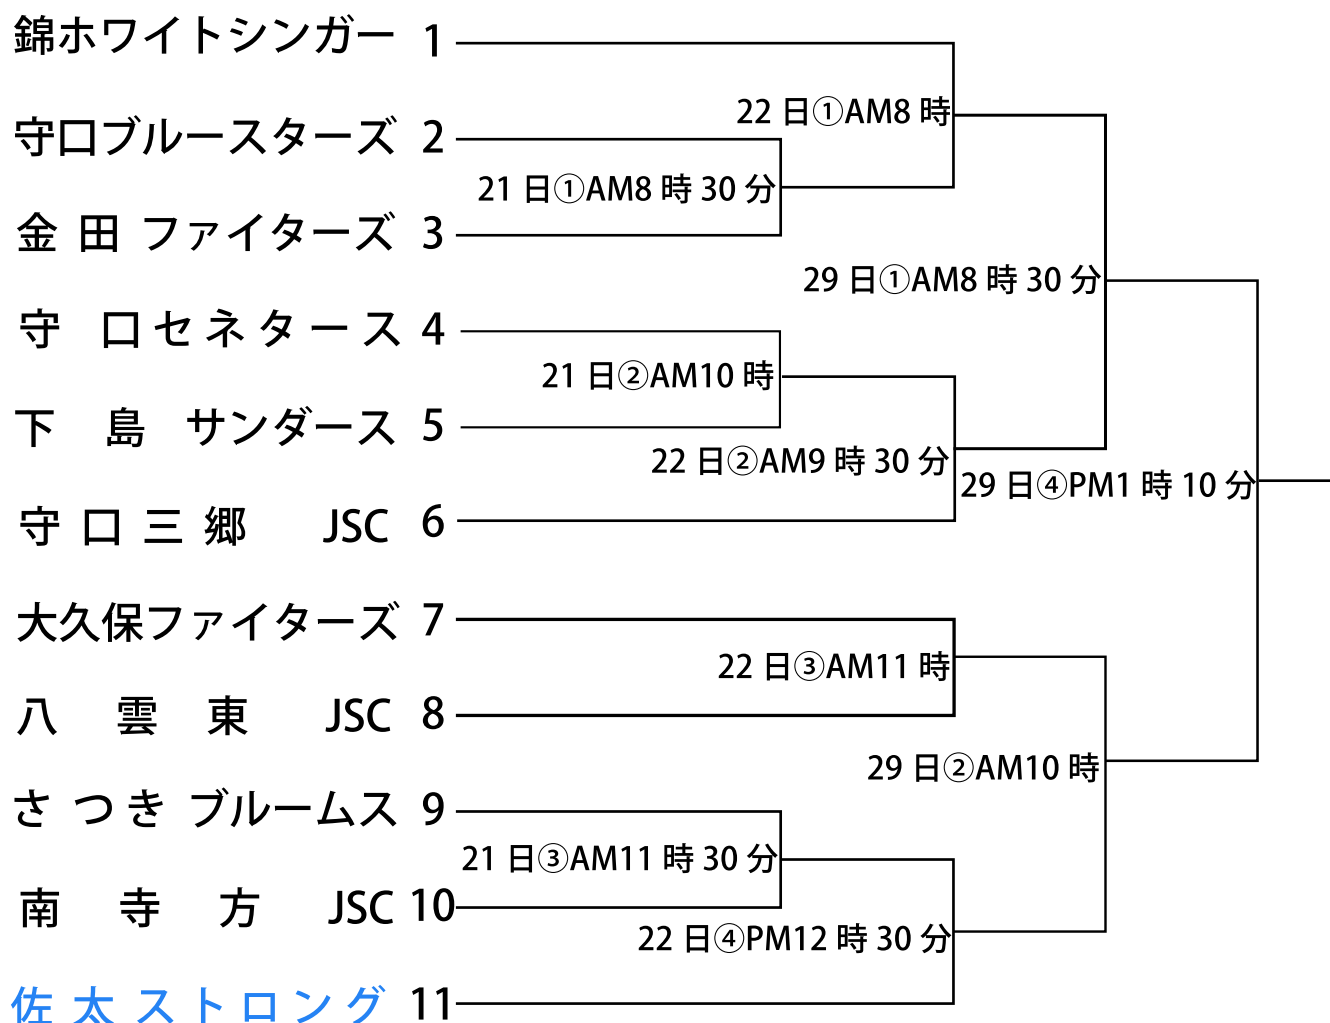 錦ホワイトシンガー 1
22日①AM8時
守口ブルースターズ 2
21日①AM8時30分
金田ファイターズ 3
29日①AM8時30分
守口セネタース 4
21日②AM10時
下島サンダース 5
22日②AM9時30分
29日④PM1時10分
守口三郷 JSC 6
大久保ファイターズ 7
22日③AM11時
八雲東 JSC 8
29日②AM10時
さつきブルームス 9
21日③AM11時30分
南寺方 JSC 10
22日④PM12時30分
佐太ストロング 11